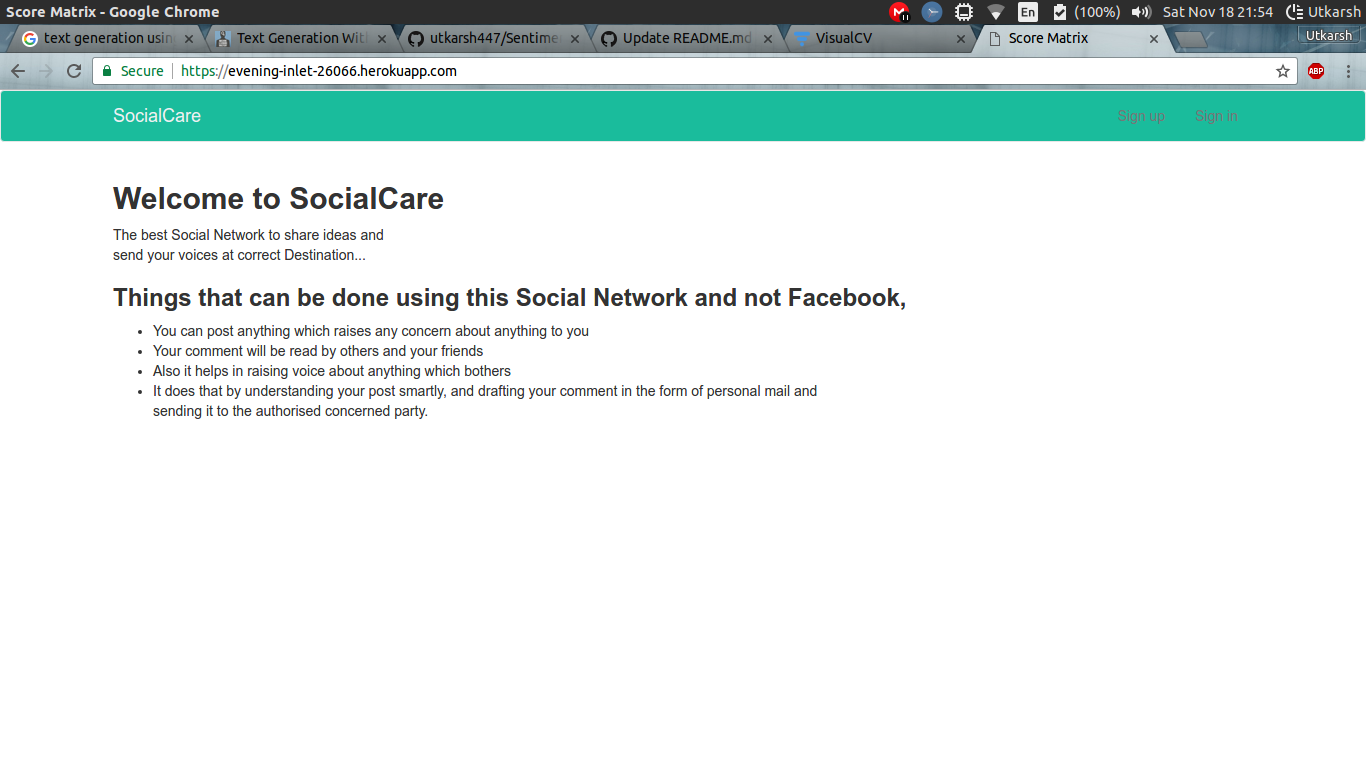 Score Matrix - Google Chrome
En
(100%)
Sat Nov 18 21:54
Utkarsh
text generation usin
Text Generation Wit
utkarsh447/Sentime
Update README.md
VisualCV
Score Matrix
Utkarsh
Secure
https://evening-inlet-26066.herokuapp.com
ABP
SocialCare
Sign up
Sign in
Welcome to SocialCare
The best Social Network to share ideas and
send your voices at correct Destination...
Things that can be done using this Social Network and not Facebook,
• You can post anything which raises any concern about anything to you
• Your comment will be read by others and your friends
• Also it helps in raising voice about anything which bothers
• It does that by understanding your post smartly, and drafting your comment in the form of personal mail and
sending it to the authorised concerned party.